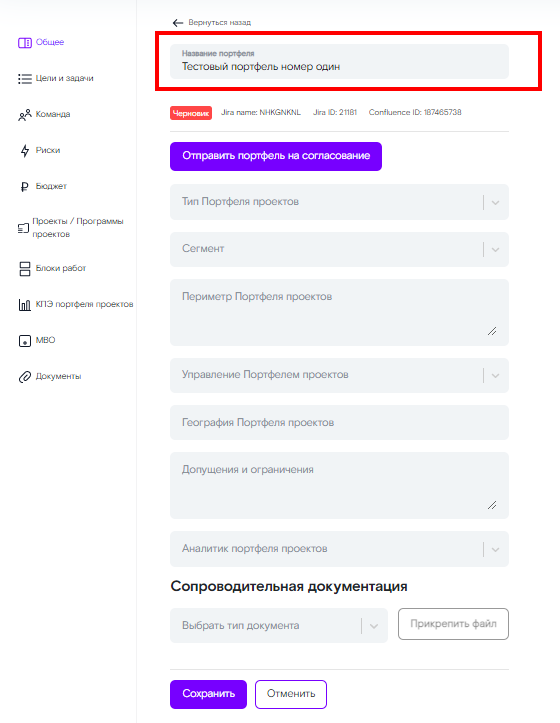 Вернуться назад
Общее
Цели и задачи
Команда
Риски
Бюджет
Проекты / Программы
проектов
Блоки работ
КПЭ портфеля проектов
МВО
Документы
Название портфеля
Тестовый портфель номер один
Черновик Jira name: NHKGNKNL Jira ID: 21181 Confluence ID: 187465738
Отправить портфель на согласование
Тип Портфеля проектов
Сегмент
Периметр Портфеля проектов
Управление Портфелем проектов
География Портфеля проектов
Допущения и ограничения
Аналитик портфеля проектов
Сопроводительная документация
Выбрать тип документа Прикрепить файл
Сохранить Отменить